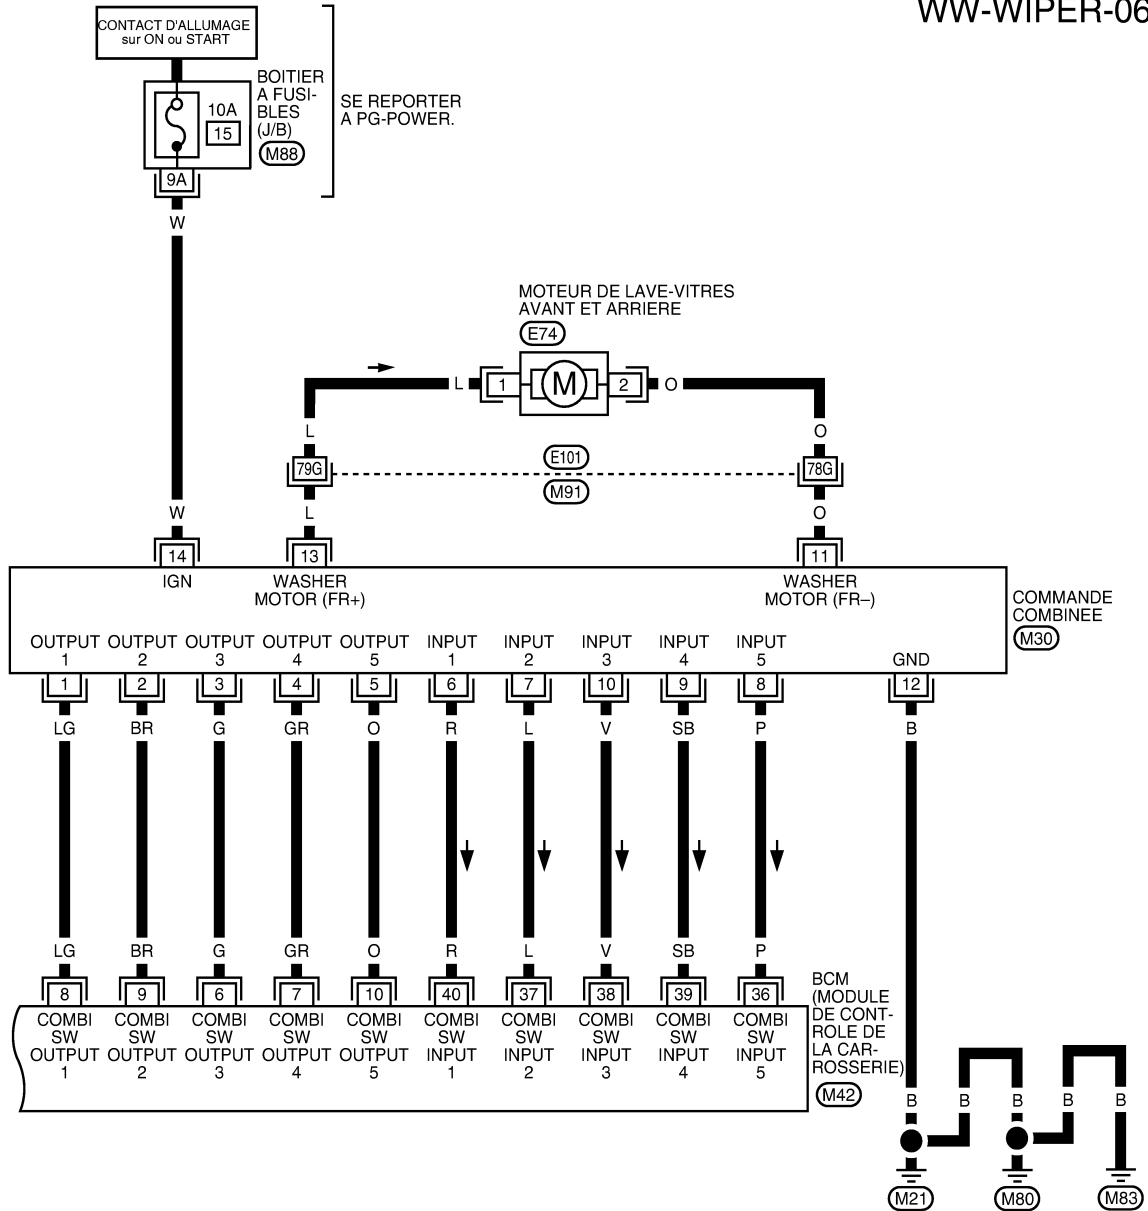 WW-WIPER-06
CONTACT D'ALLUMAGE
sur ON ou START
BOITIER
A FUSI-
BLES
(J/B)
M88
10A
15
9A
SE REPORTER
A PG-POWER.
W
MOTEUR DE LAVE-VITRES
AVANT ET ARRIERE
E74
L 1 M 2 O
L O
79G E101 78G
M91
W L O
14 13 11
IGN WASHER WASHER
MOTOR (FR+) MOTOR (FR–)
COMMANDE
COMBINEE
M30
OUTPUT OUTPUT OUTPUT OUTPUT OUTPUT INPUT INPUT INPUT INPUT INPUT
1 2 3 4 5 1 2 3 4 5 GND
1 2 3 4 5 6 7 10 9 8 12
LG BR G GR O R L V SB P B
LG BR G GR O R L V SB P
8 9 6 7 10 40 37 38 39 36
COMBI COMBI COMBI COMBI COMBI COMBI COMBI COMBI COMBI COMBI
SW SW SW SW SW SW SW SW SW SW
OUTPUT OUTPUT OUTPUT OUTPUT OUTPUT INPUT INPUT INPUT INPUT INPUT
1 2 3 4 5 1 2 3 4 5
BCM
(MODULE
DE CONT-
ROLE DE
LA CAR-
ROSSERIE)
M42
B B B B B
M21 M80 M83